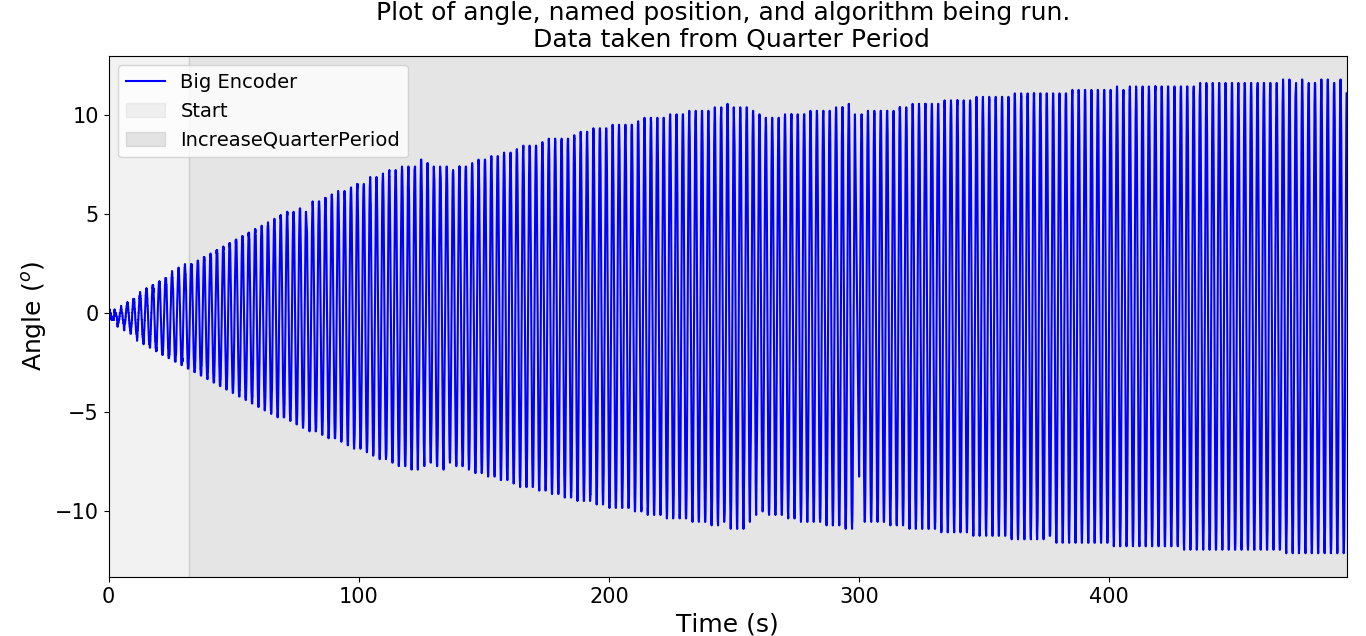 Plot of angle, named position, and algorithm being run.
Data taken from Quarter Period
Big Encoder
Start
IncreaseQuarterPeriod
Angle (°)
10
5
0
−5
−10
0 100 200 300 400
Time (s)